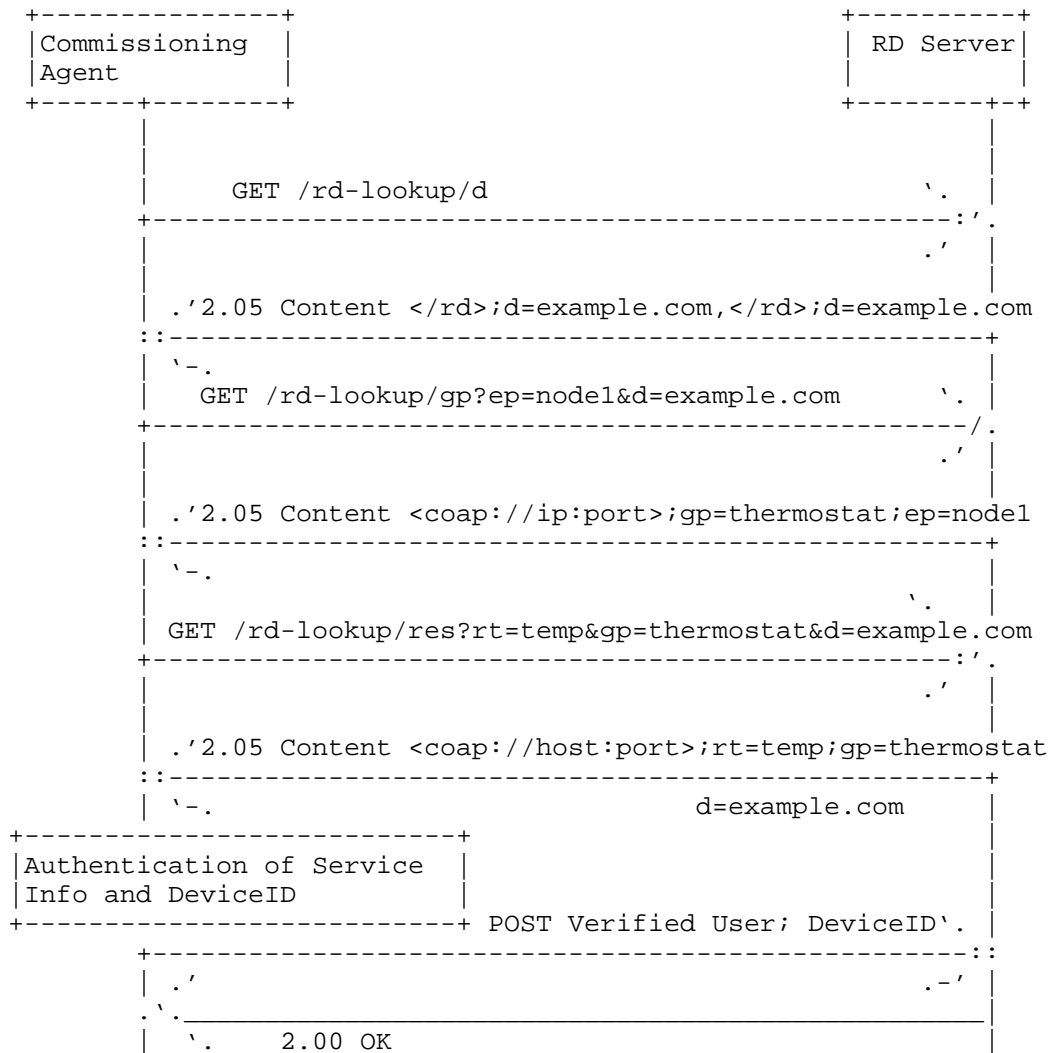 Commissioning Agent
RD Server
GET /rd-lookup/d
2.05 Content </rd>;d=example.com,</rd>;d=example.com
GET /rd-lookup/gp?ep=node1&d=example.com
2.05 Content <coap://ip:port>;gp=thermostat;ep=node1
GET /rd-lookup/res?rt=temp&gp=thermostat&d=example.com
2.05 Content <coap://host:port>;rt=temp;gp=thermostat
d=example.com
Authentication of Service
Info and DeviceID
POST Verified User; DeviceID
2.00 OK